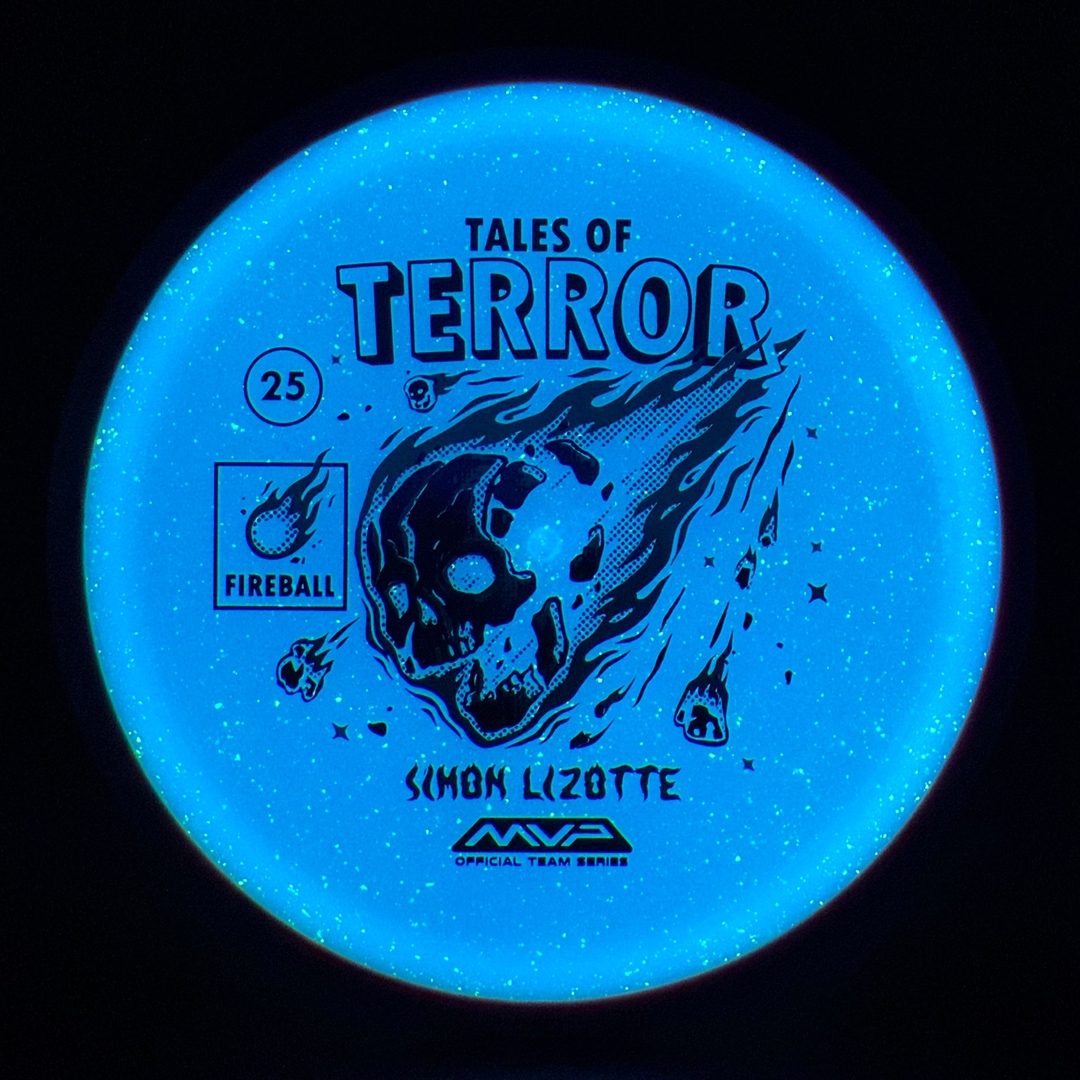 TALES OF
TERROR
25
FIREBALL
SIMON LIZOTTE
MVP
OFFICIAL TEAM SERIES